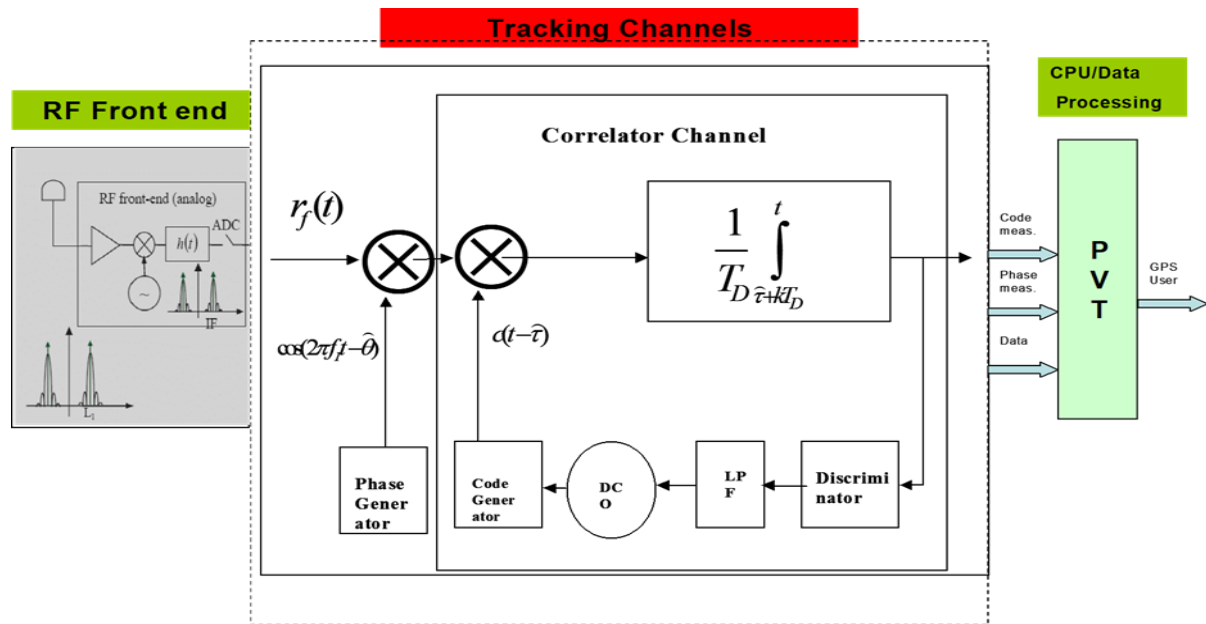 Tracking Channels
RF Front end
CPU/Data
Processing
RF front-end (analog)
ADC
h(t)
~
IF
L₁
Correlator Channel
r_f(t)
cos(2πf_I t−θ̂)
c(t−τ̂)
1/T_D ∫_{τ̂+kT_D}^{t}
Phase
Gener
ator
Code
Gener
ator
DC
O
LP
F
Discrimi
nator
Code
meas.
Phase
meas.
Data
P
V
T
GPS
User